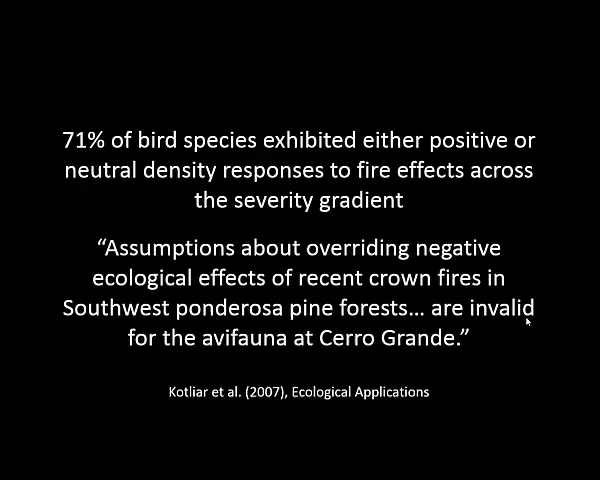 71% of bird species exhibited either positive or
neutral density responses to fire effects across
the severity gradient
“Assumptions about overriding negative
ecological effects of recent crown fires in
Southwest ponderosa pine forests… are invalid
for the avifauna at Cerro Grande.”
Kotliar et al. (2007), Ecological Applications